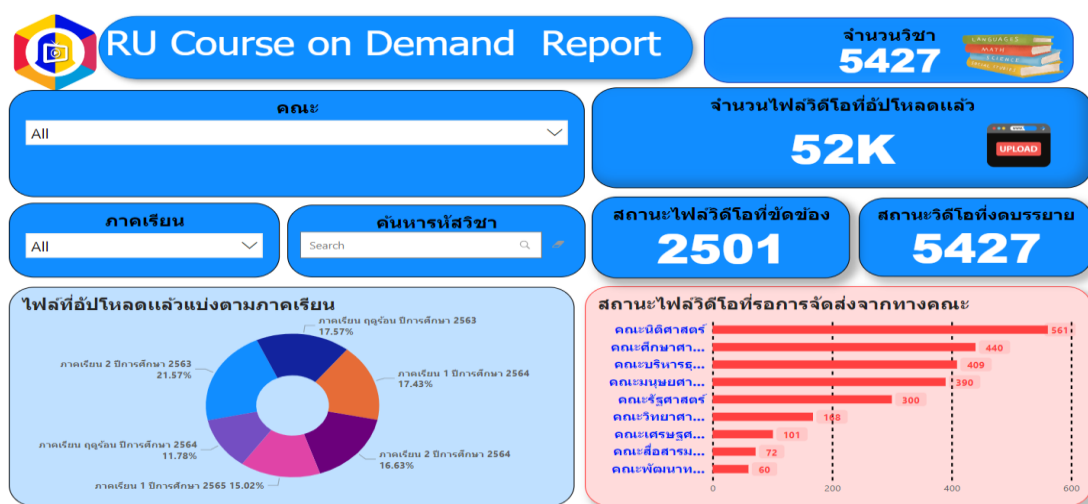 RU Course on Demand Report
จำนวนวิชา
5427
LANGUAGES
MATH
SCIENCE
คณะ
All
จำนวนไฟล์วิดีโอที่อัปโหลดแล้ว
52K
UPLOAD
ภาคเรียน
All
ค้นหารหัสวิชา
Search
สถานะไฟล์วิดีโอที่ขัดข้อง
2501
สถานะวิดีโอที่งดบรรยาย
5427
ไฟล์ที่อัปโหลดแล้วแบ่งตามภาคเรียน
ภาคเรียน ฤดูร้อน ปีการศึกษา 2563
17.57%
ภาคเรียน 1 ปีการศึกษา 2564
17.43%
ภาคเรียน 2 ปีการศึกษา 2564
16.63%
ภาคเรียน 1 ปีการศึกษา 2565 15.02%
ภาคเรียน ฤดูร้อน ปีการศึกษา 2564
11.78%
ภาคเรียน 2 ปีการศึกษา 2563
21.57%
สถานะไฟล์วิดีโอที่รอการจัดส่งจากทางคณะ
คณะนิติศาสตร์ 561
คณะศึกษาศา... 440
คณะบริหารธุ... 409
คณะมนุษยศา... 390
คณะรัฐศาสตร์ 300
คณะวิทยาศา... 168
คณะเศรษฐศ... 101
คณะสื่อสารม... 72
คณะพัฒนาท... 60
0 200 400 600